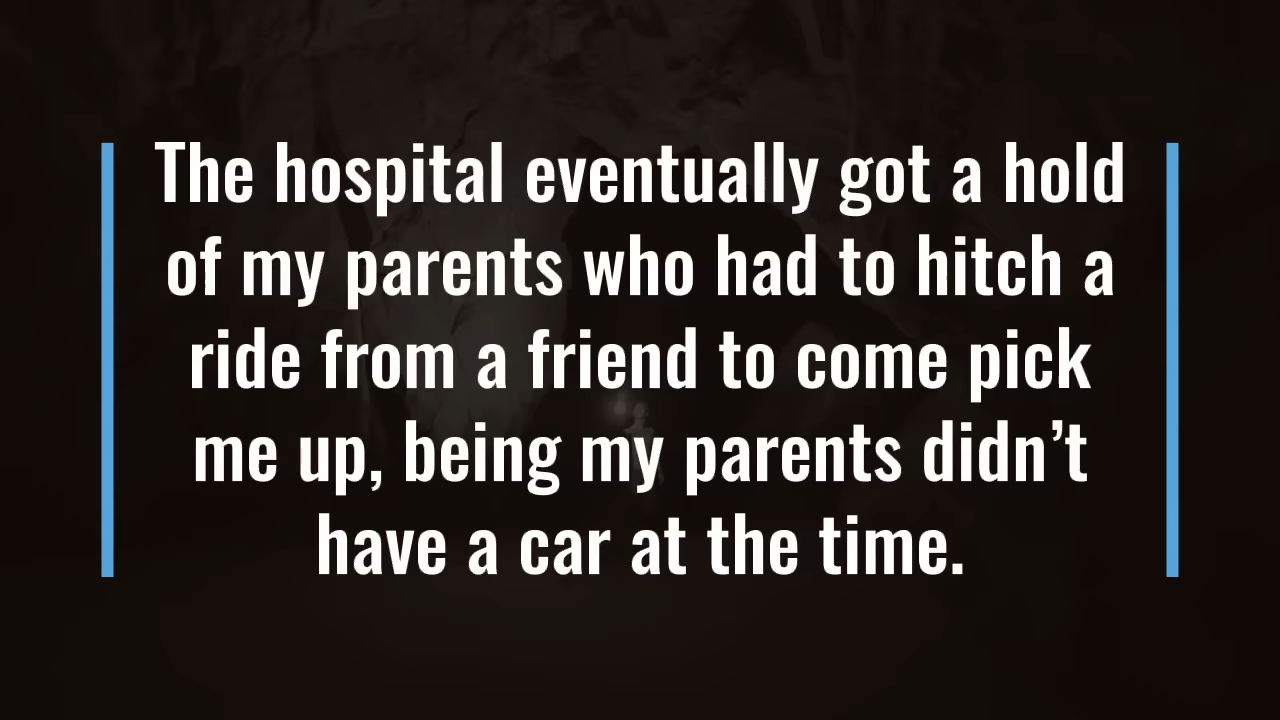 The hospital eventually got a hold
of my parents who had to hitch a
ride from a friend to come pick
me up, being my parents didn’t
have a car at the time.